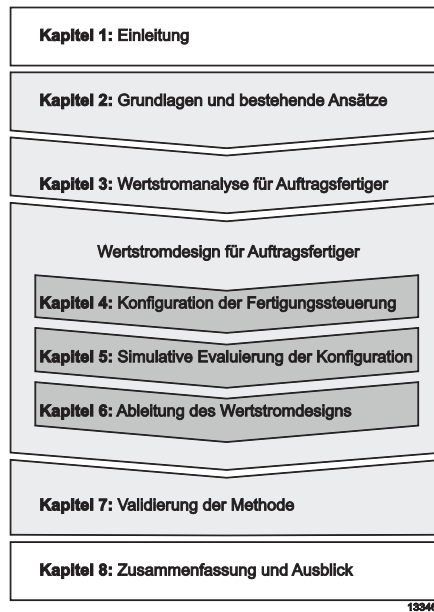 Kapitel 1: Einleitung
Kapitel 2: Grundlagen und bestehende Ansätze
Kapitel 3: Wertstromanalyse für Auftragsfertiger
Wertstromdesign für Auftragsfertiger
Kapitel 4: Konfiguration der Fertigungssteuerung
Kapitel 5: Simulative Evaluierung der Konfiguration
Kapitel 6: Ableitung des Wertstromdesigns
Kapitel 7: Validierung der Methode
Kapitel 8: Zusammenfassung und Ausblick